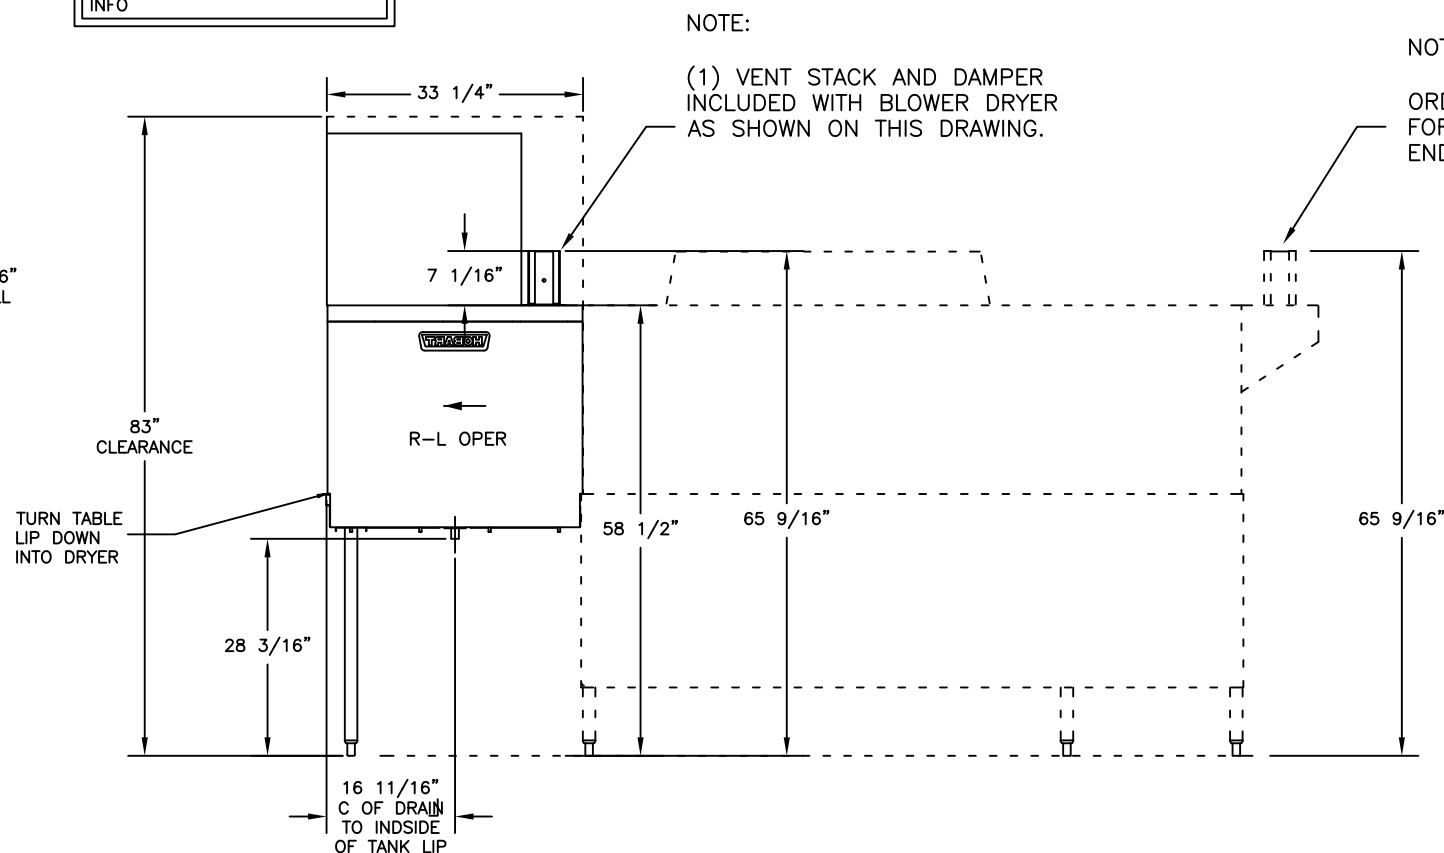 INFO
NOTE:
(1) VENT STACK AND DAMPER
INCLUDED WITH BLOWER DRYER
AS SHOWN ON THIS DRAWING.
33 1/4"
7 1/16"
HOBART
R-L OPER
83"
CLEARANCE
TURN TABLE
LIP DOWN
INTO DRYER
28 3/16"
58 1/2"
65 9/16"
65 9/16"
16 11/16"
C OF DRAIN
TO INDSIDE
OF TANK LIP